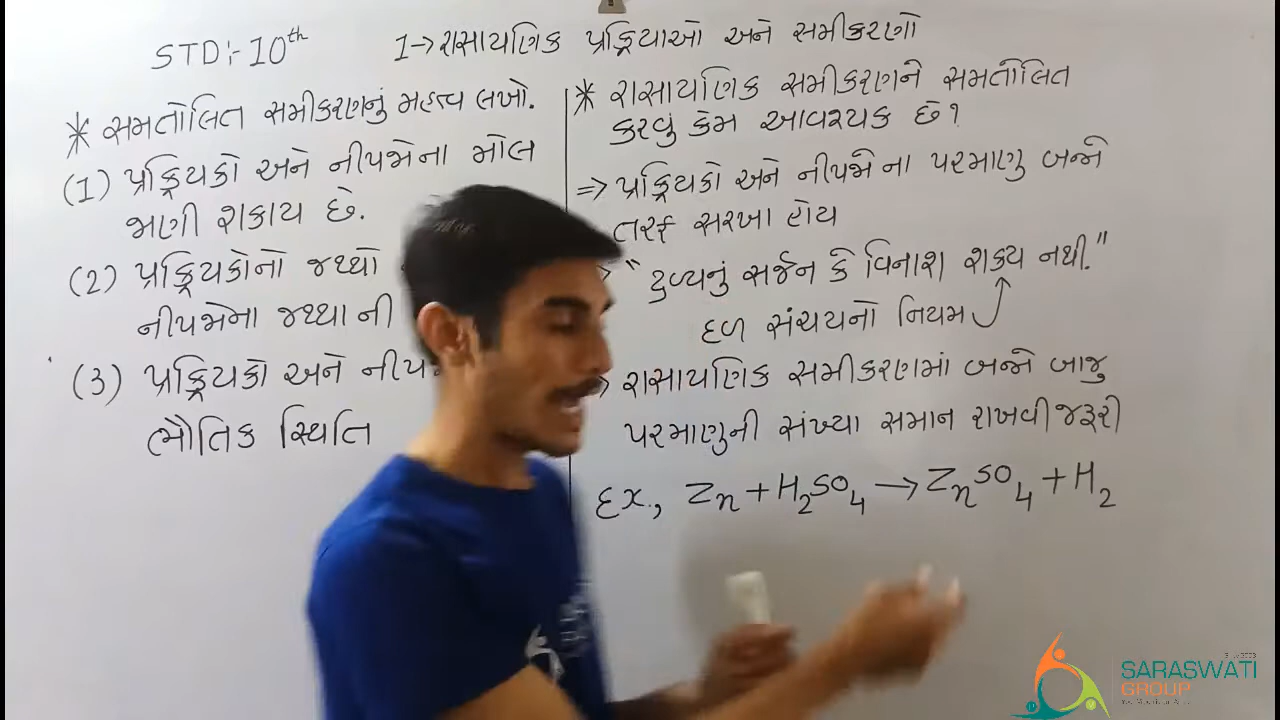 STD:- 10th
1→ રાસાયણિક પ્રક્રિયાઓ અને સમીકરણો
* સમતોલિત સમીકરણનું મહત્વ લખો.
(1) પ્રક્રિયકો અને નીપજોના મોલ
જાણી શકાય છે.
(2) પ્રક્રિયકોનો જથ્થો
નીપજોના જથ્થાની
(3) પ્રક્રિયકો અને નીપ
ભૌતિક સ્થિતિ
* રાસાયણિક સમીકરણને સમતોલિત
કરવું કેમ આવશ્યક છે?
⇒ પ્રક્રિયકો અને નીપજો ના પરમાણુ બન્ને
તરફ સરખા હોય
"દ્રવ્યનું સર્જન કે વિનાશ શક્ય નથી."
દળ સંચયનો નિયમ
રાસાયણિક સમીકરણમાં બન્ને બાજુ
પરમાણુની સંખ્યા સમાન રાખવી જરૂરી
Ex., Zn + H2SO4 → ZnSO4 + H2
SARASWATI
GROUP